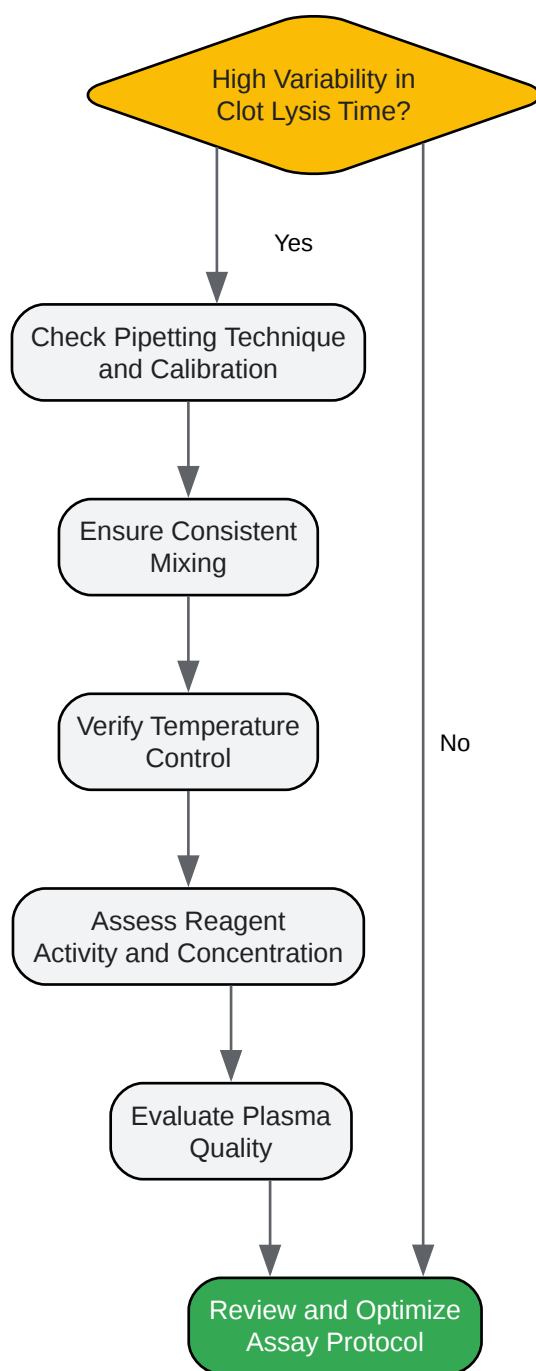 High Variability in
Clot Lysis Time?
Yes
Check Pipetting Technique
and Calibration
Ensure Consistent
Mixing
Verify Temperature
Control
No
Assess Reagent
Activity and Concentration
Evaluate Plasma
Quality
Review and Optimize
Assay Protocol